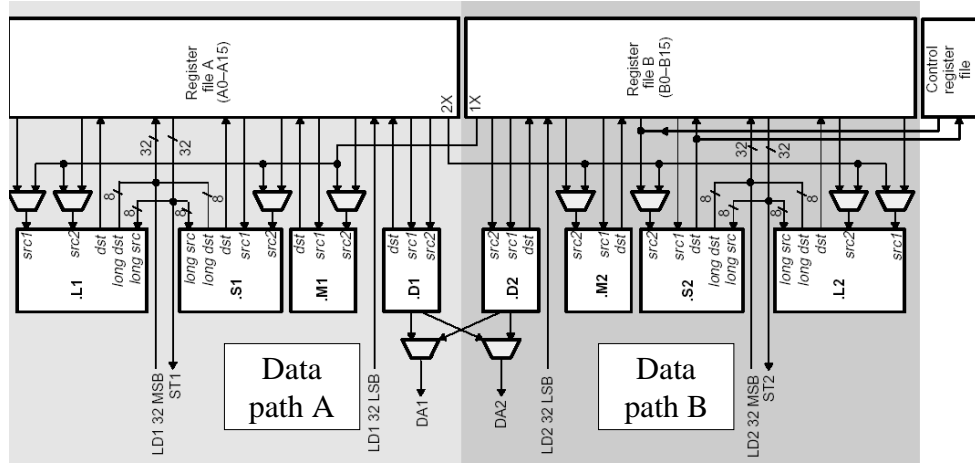 Register
file A
(A0–A15)
2X
1X
Register
file B
(B0–B15)
Control
register
file
32
32
32
32
8
8
8
8
8
8
8
8
src1
src2
dst
long dst
long src
.L1
long src
long dst
dst
src1
src2
.S1
dst
src1
src2
.M1
dst
src1
src2
.D1
src2
src1
dst
.D2
src2
src1
dst
.M2
src2
src1
dst
long dst
long src
.S2
long src
long dst
dst
src2
src1
.L2
LD1 32 MSB
ST1
Data
path A
LD1 32 LSB
DA1
DA2
LD2 32 LSB
Data
path B
LD2 32 MSB
ST2